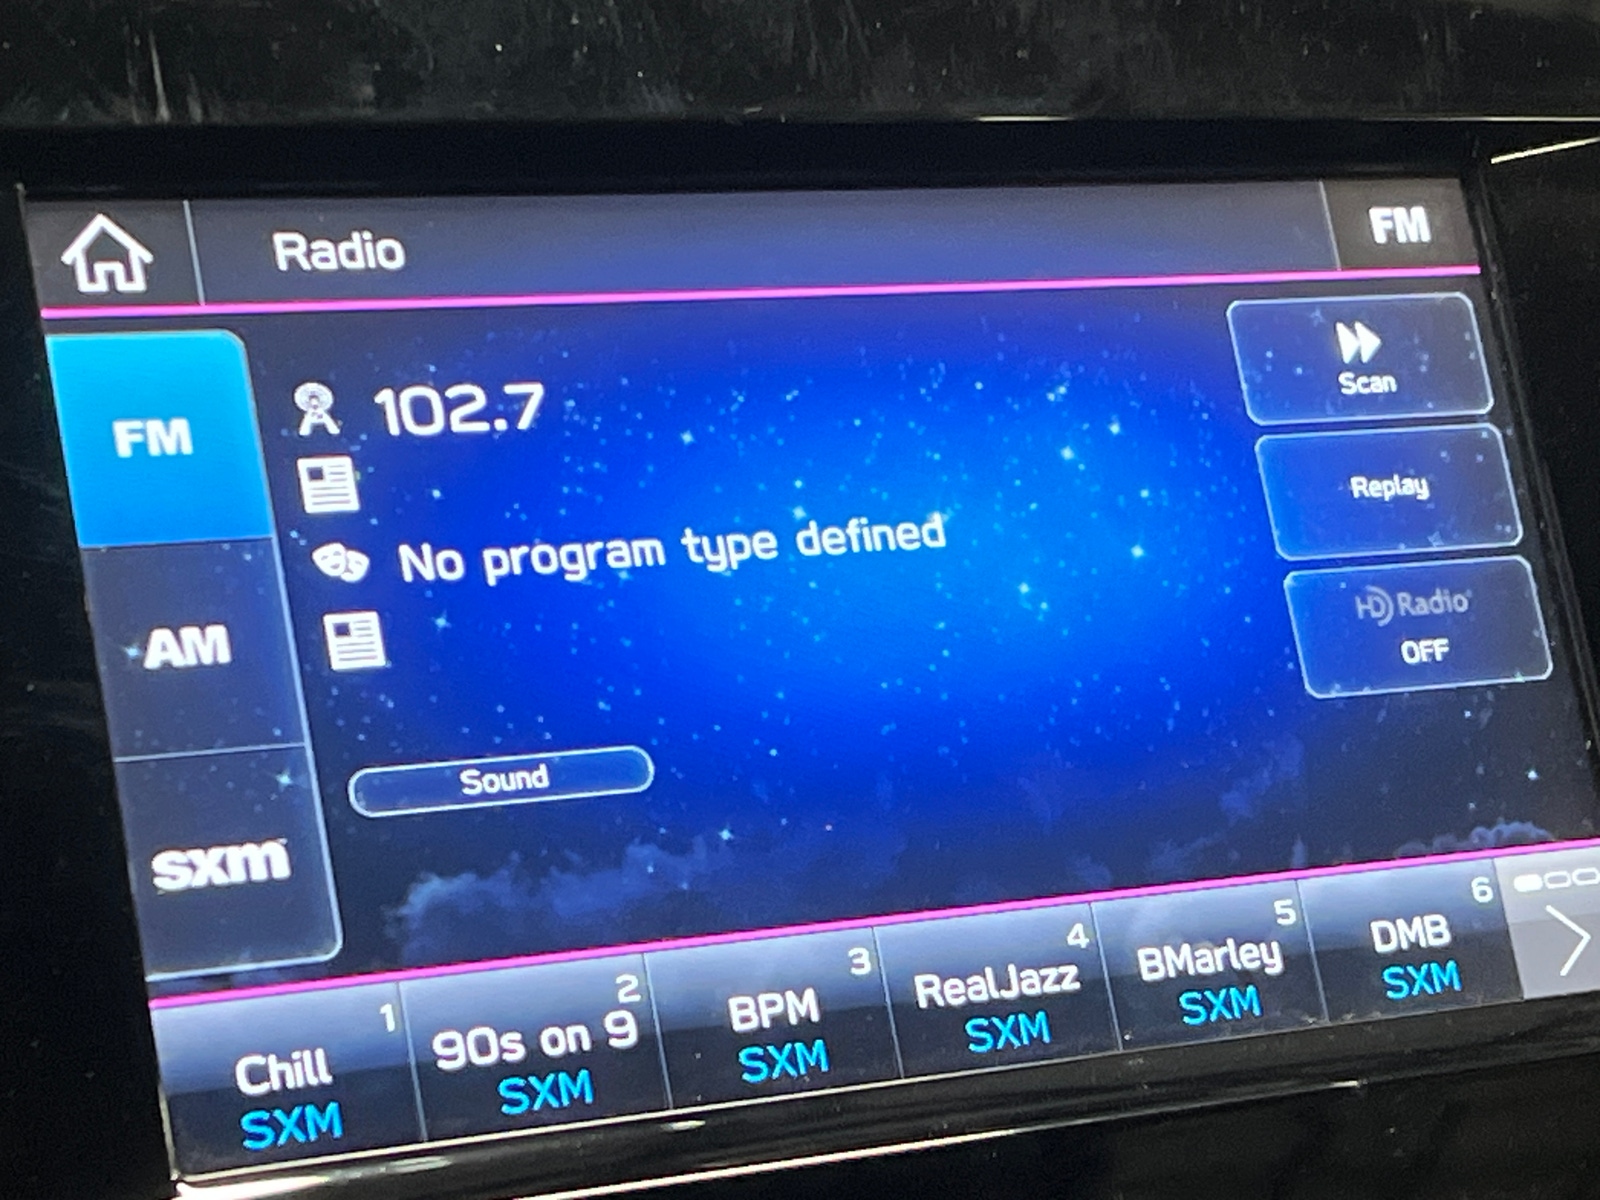 Radio
FM
FM
AM
sxm
102.7
No program type defined
Sound
Scan
Replay
HD Radio
OFF
1
Chill
SXM
2
90s on 9
SXM
3
BPM
SXM
4
RealJazz
SXM
5
BMarley
SXM
6
DMB
SXM